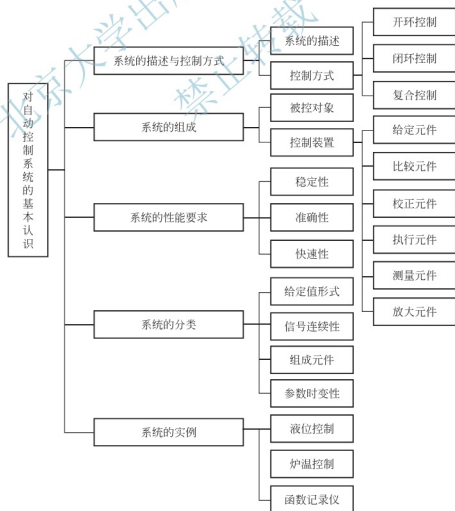 对自动控制系统的基本认识
系统的描述与控制方式
系统的描述
控制方式
开环控制
闭环控制
复合控制
系统的组成
被控对象
控制装置
给定元件
比较元件
校正元件
执行元件
测量元件
放大元件
系统的性能要求
稳定性
准确性
快速性
系统的分类
给定值形式
信号连续性
组成元件
参数时变性
系统的实例
液位控制
炉温控制
函数记录仪
北京大学出
禁止转载